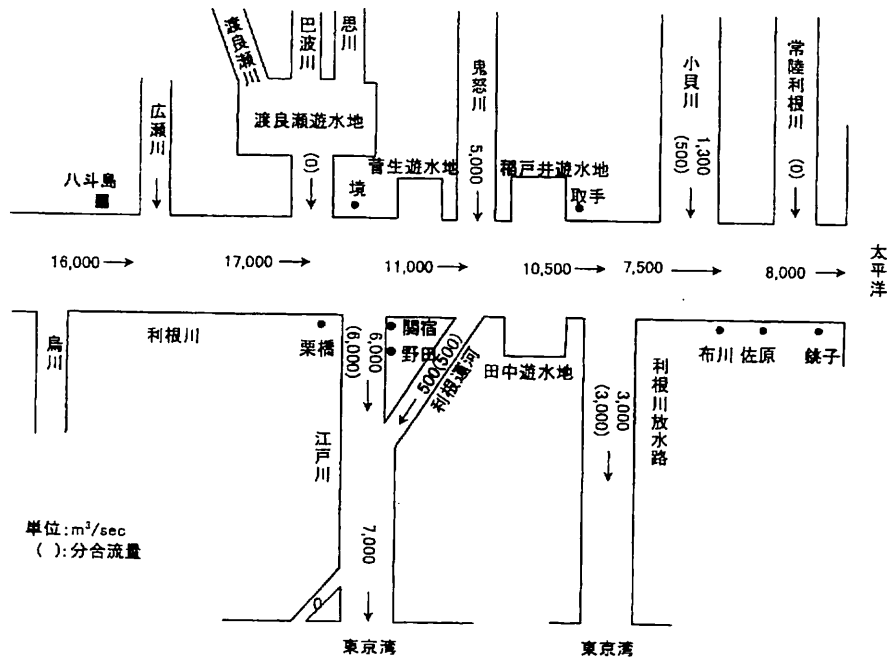 渡良瀬川
巴波川
思川
広瀬川
渡良瀬遊水地
(0)
鬼怒川
5,000
小貝川
1,300
(500)
常陸利根川
(0)
八斗島
境
菅生遊水地
稲戸井遊水地
取手
16,000
17,000
11,000
10,500
7,500
8,000
太平洋
烏川
利根川
栗橋
関宿
野田
6,000
(6,000)
500(500)
利根運河
田中遊水地
布川
佐原
銚子
3,000
(3,000)
利根川放水路
江戸川
7,000
0
単位:m³/sec
( ):分合流量
東京湾
東京湾